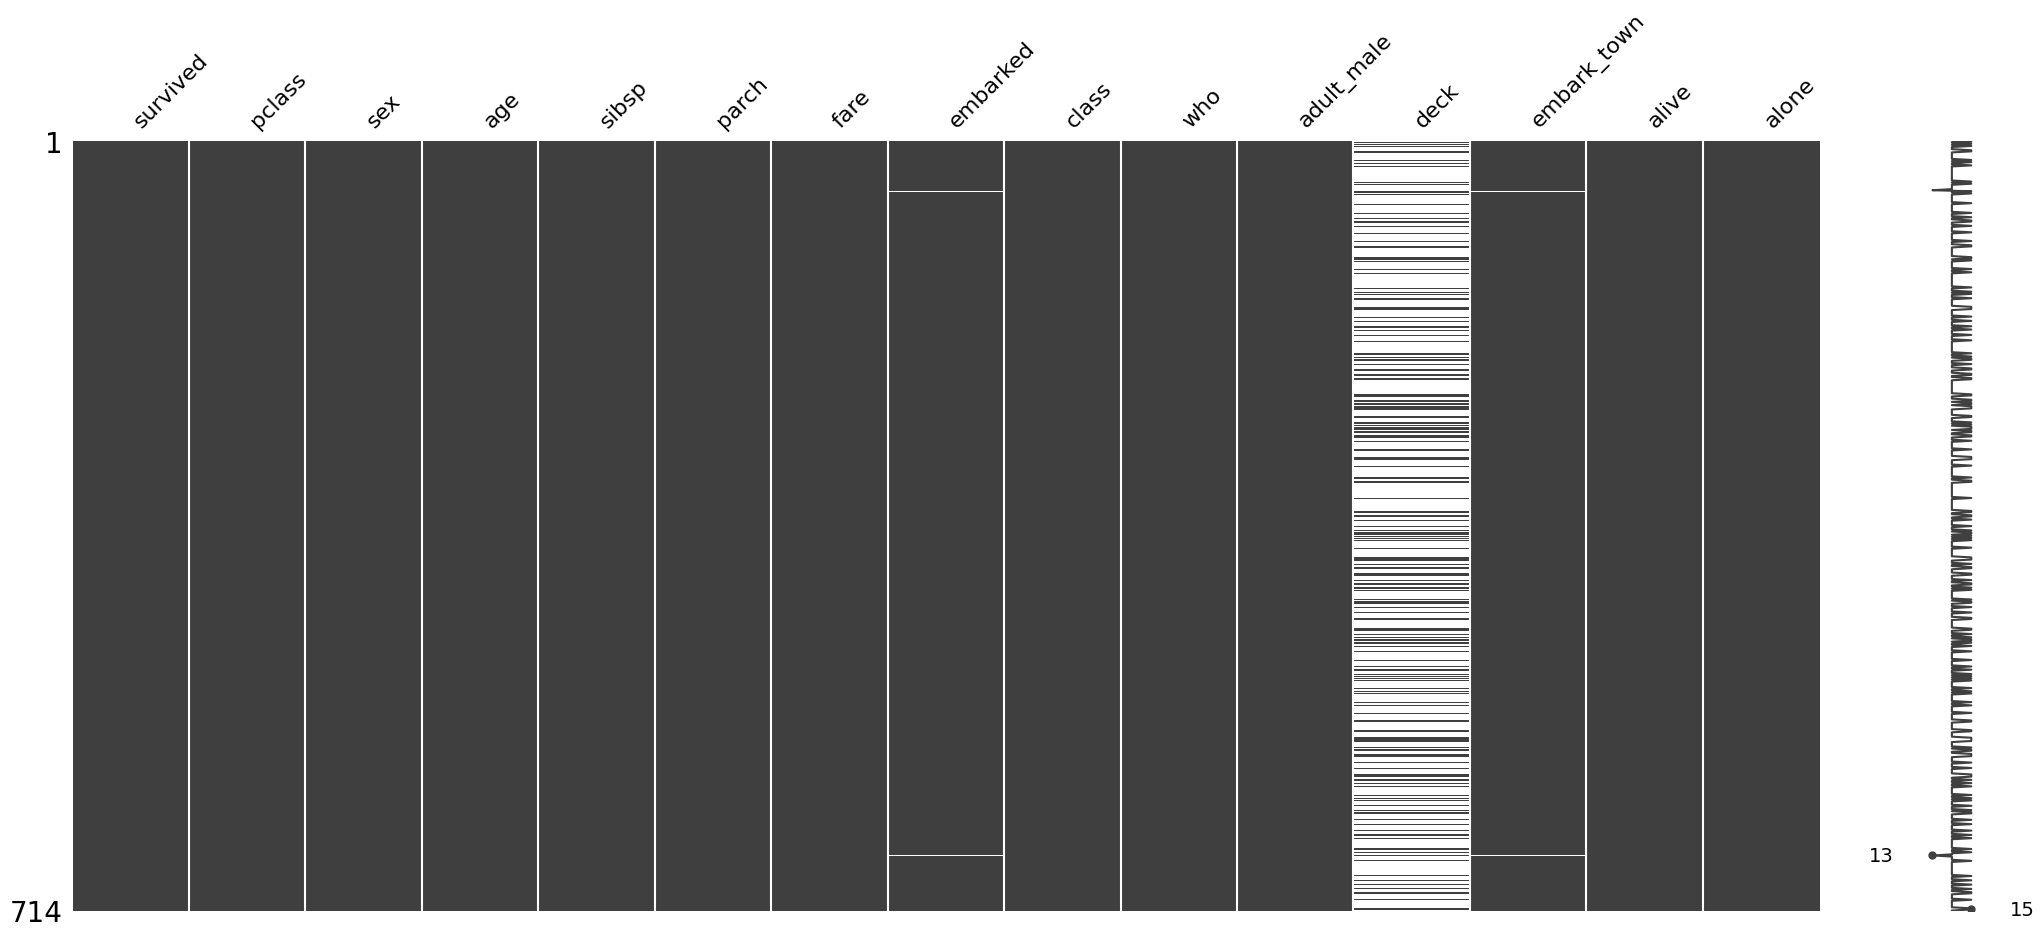 survived pclass sex age sibsp parch fare embarked class who adult_male deck embark_town alive alone
1
13
714
15